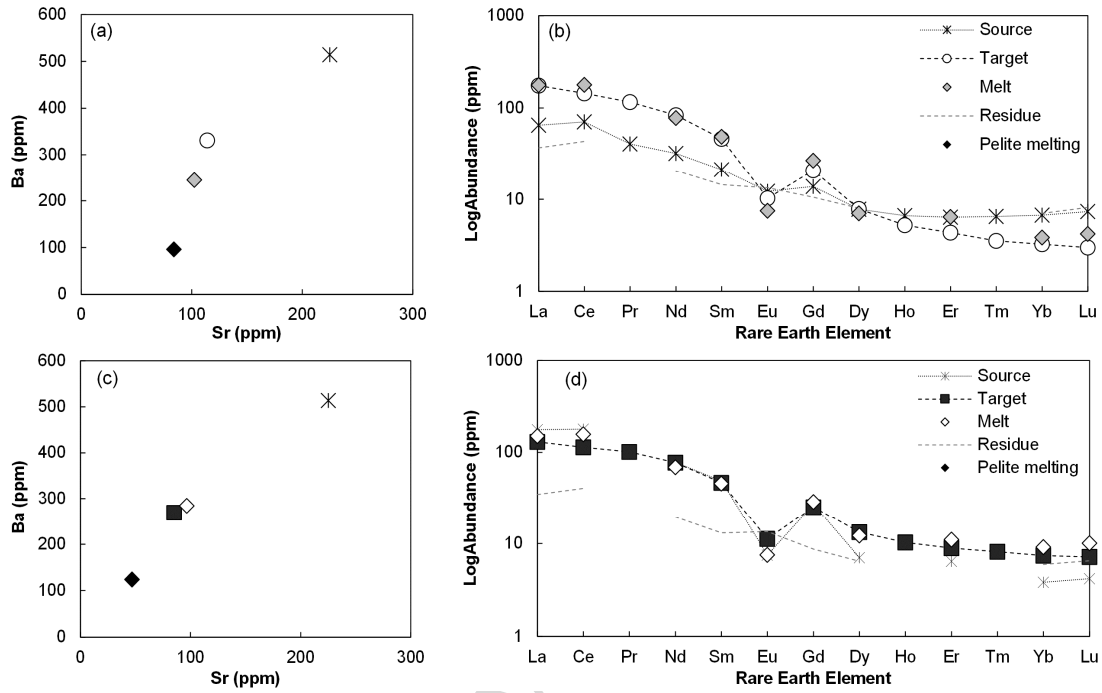 (a)
600
500
400
300
200
100
0
Ba (ppm)
0 100 200 300
Sr (ppm)
(b)
1000
100
10
1
LogAbundance (ppm)
La Ce Pr Nd Sm Eu Gd Dy Ho Er Tm Yb Lu
Rare Earth Element
Source
Target
Melt
Residue
Pelite melting
(c)
600
500
400
300
200
100
0
Ba (ppm)
0 100 200 300
Sr (ppm)
(d)
1000
100
10
1
LogAbundance (ppm)
La Ce Pr Nd Sm Eu Gd Dy Ho Er Tm Yb Lu
Rare Earth Element
Source
Target
Melt
Residue
Pelite melting